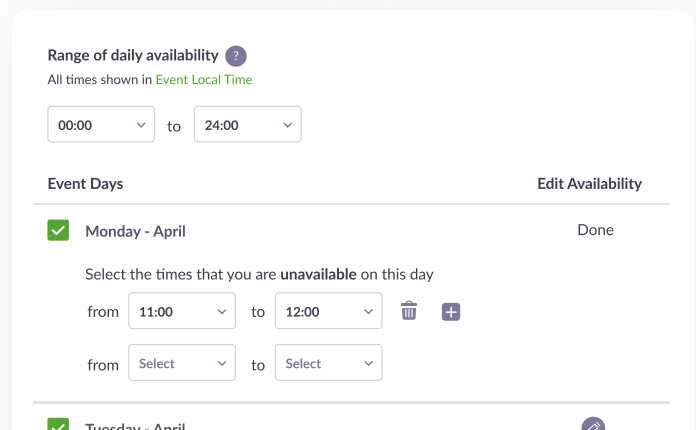 Range of daily availability ?
All times shown in Event Local Time
00:00 to 24:00
Event Days Edit Availability
Monday - April Done
Select the times that you are unavailable on this day
from 11:00 to 12:00
from Select to Select
Tuesday - April